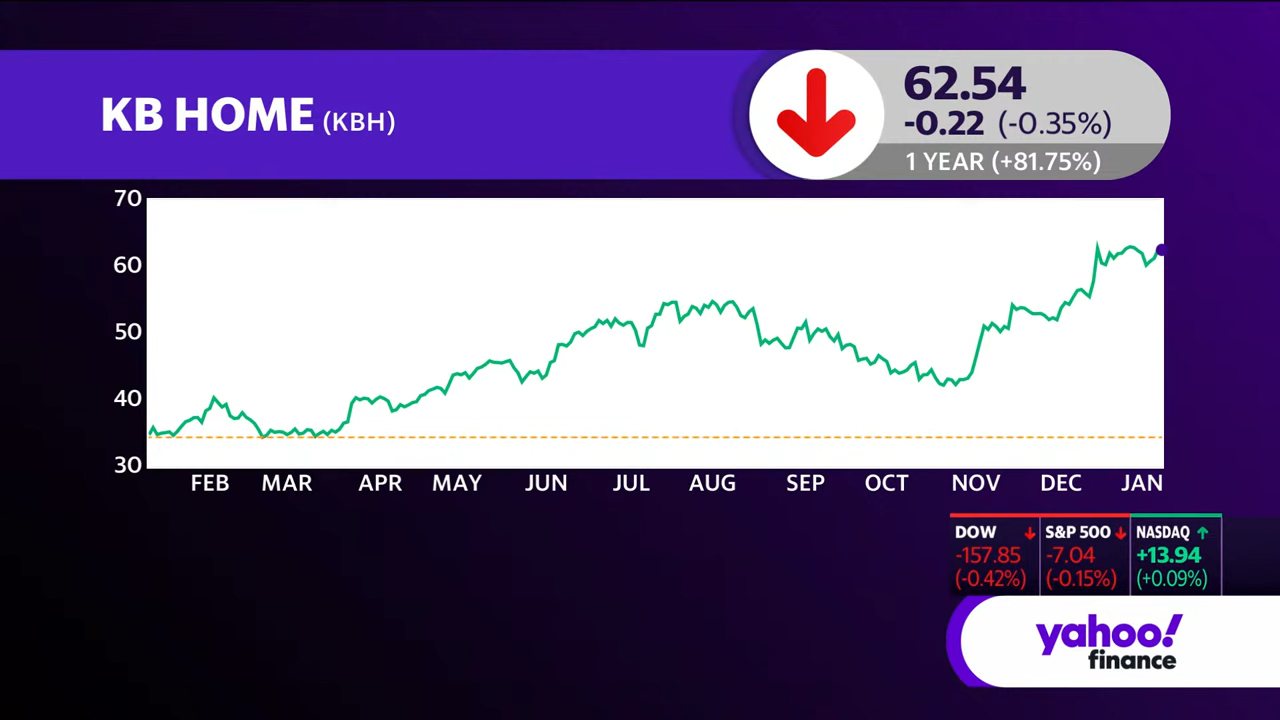 KB HOME (KBH)
62.54
-0.22 (-0.35%)
1 YEAR (+81.75%)
70
60
50
40
30
FEB MAR APR MAY JUN JUL AUG SEP OCT NOV DEC JAN
DOW S&P 500 NASDAQ
-157.85 -7.04 +13.94
(-0.42%) (-0.15%) (+0.09%)
yahoo!
finance